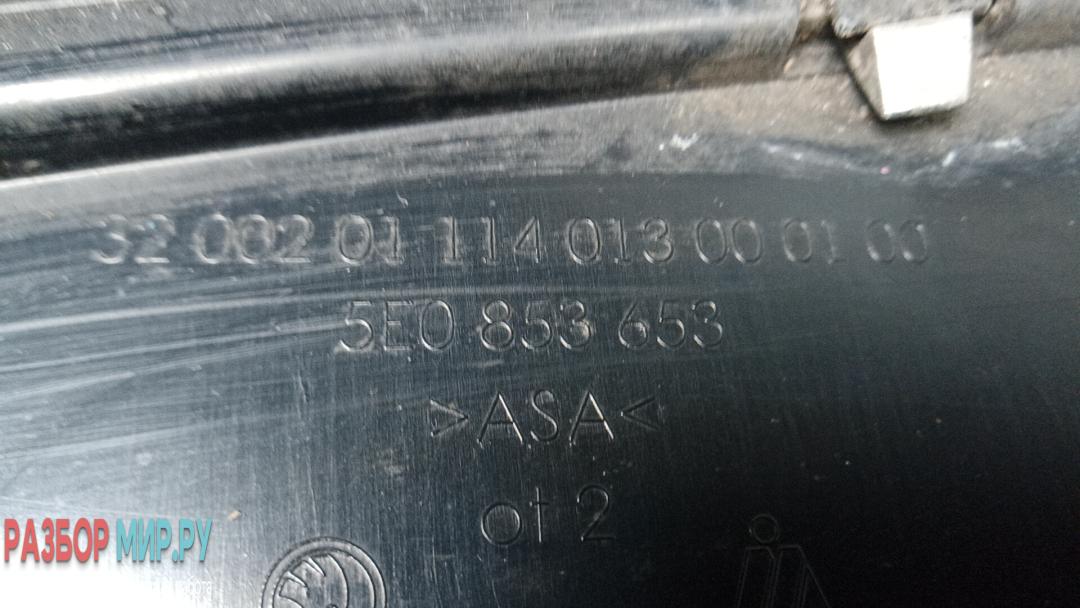 32 002 01 114 013 00 01 00
5E0 853 653
>ASA<
ot 2
РАЗБОР МИР.РУ